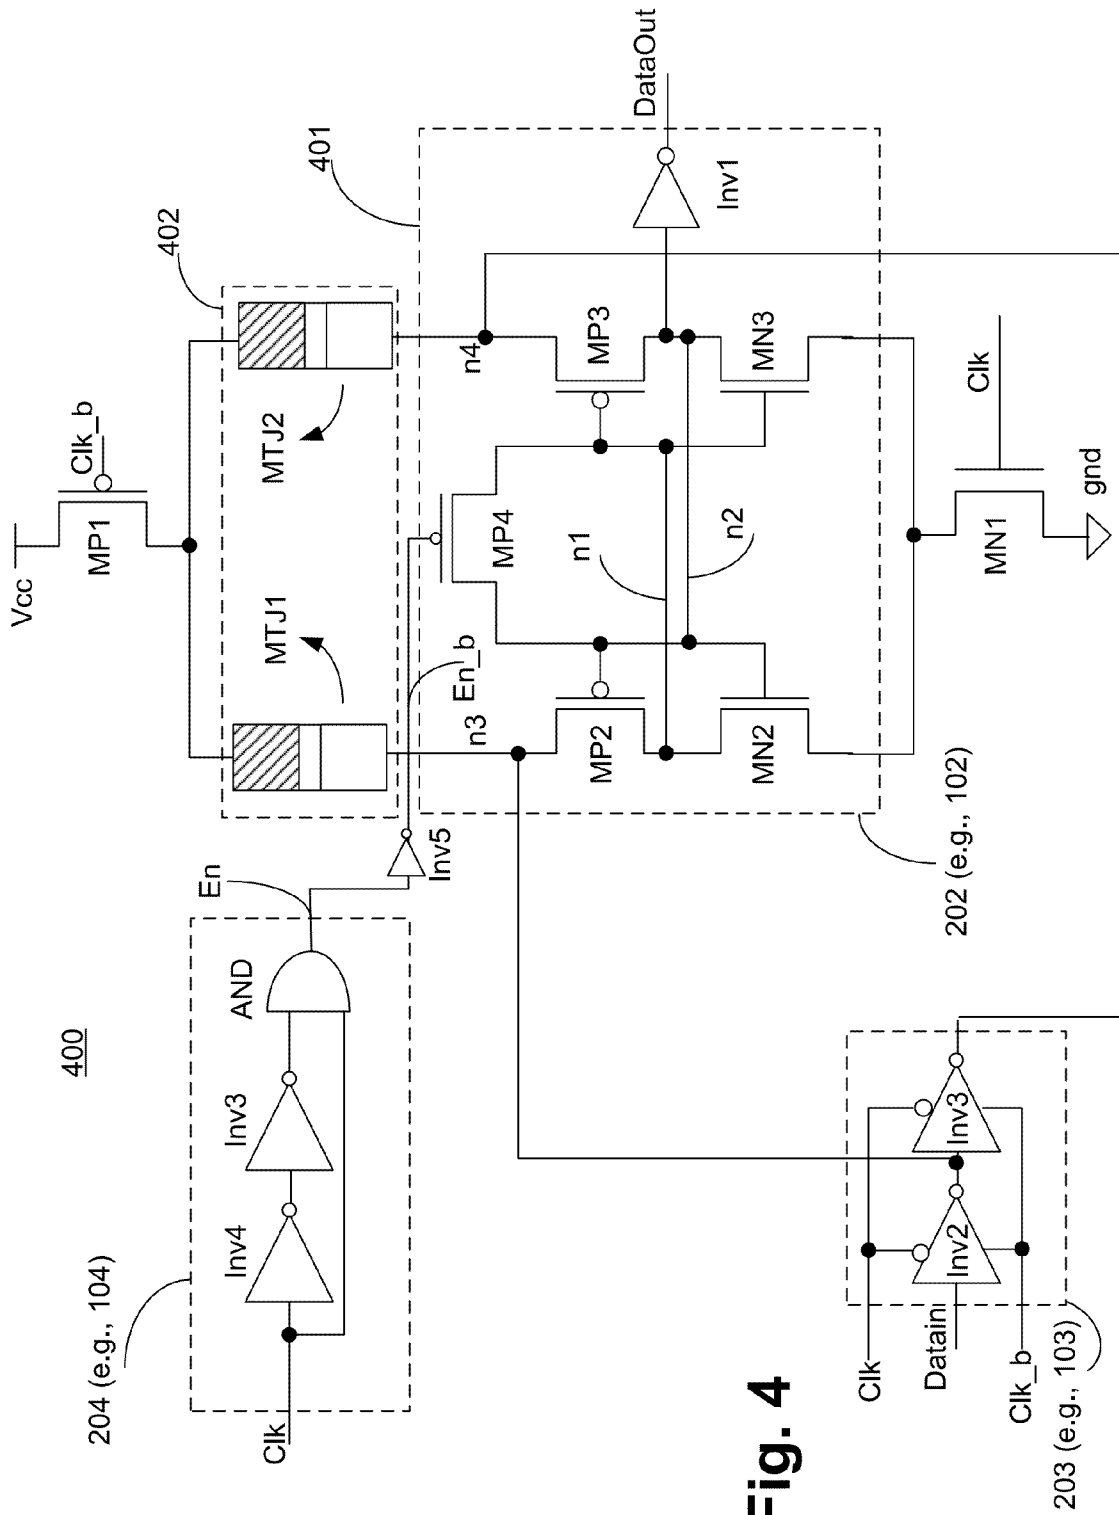 400
204 (e.g., 104)
Clk
Inv4
Inv3
AND
En
Inv5
En_b
Vcc
MP1
Clk_b
402
MTJ1
MTJ2
401
n3
n4
MP4
MP2
MP3
n1
n2
MN2
MN3
Inv1
DataOut
202 (e.g., 102)
MN1
Clk
gnd
Clk
Datain
Clk_b
Inv2
Inv3
203 (e.g., 103)
Fig. 4